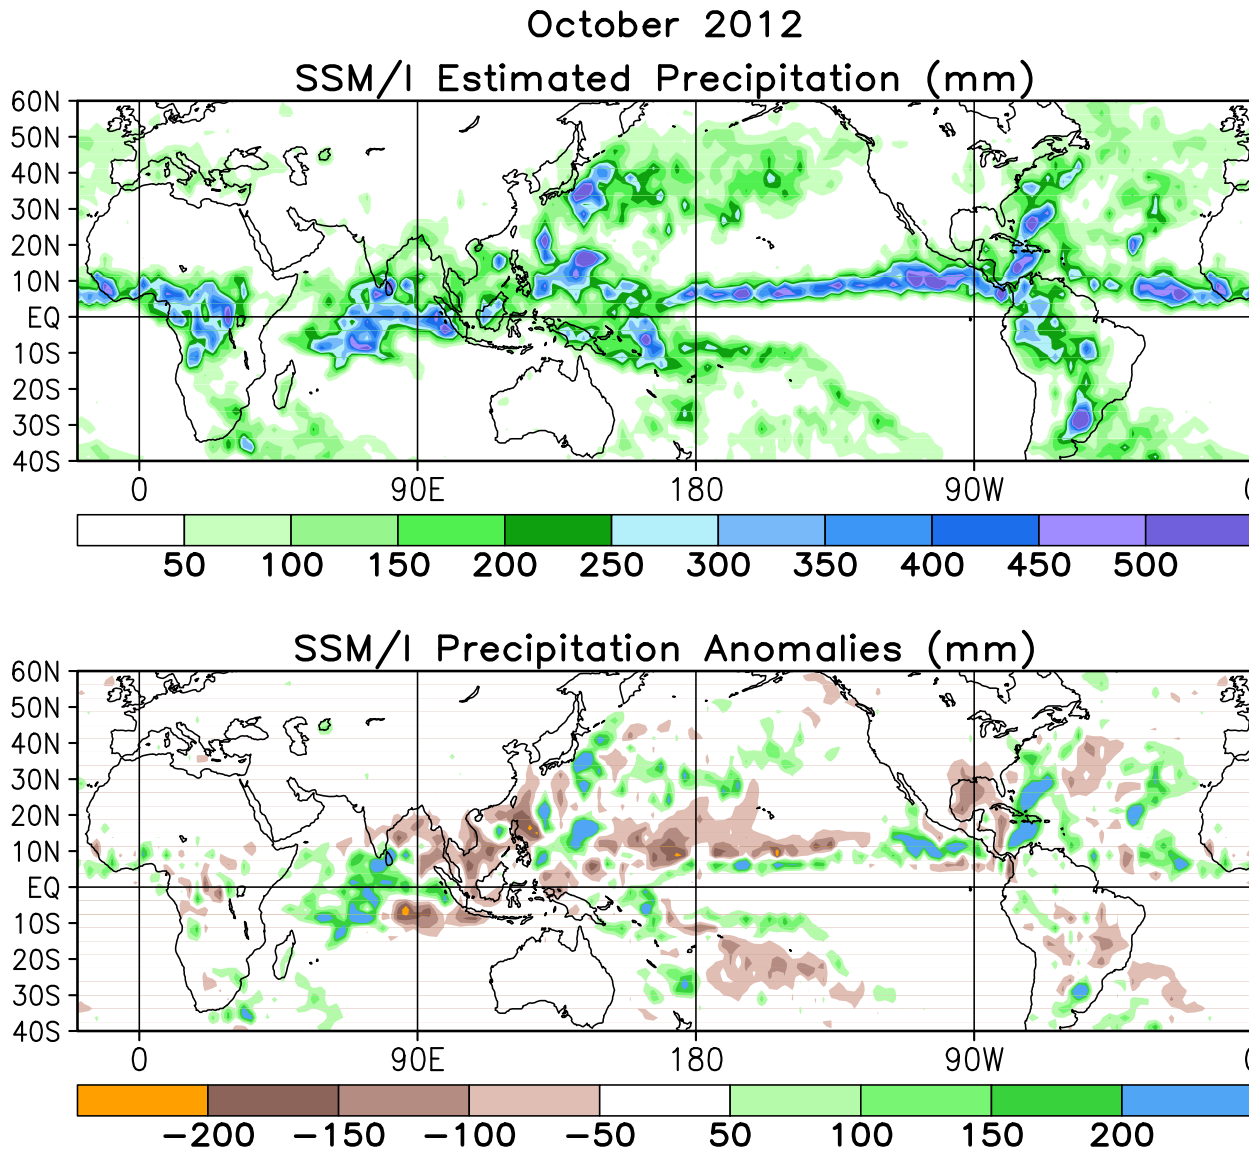 October 2012
SSM/I Estimated Precipitation (mm)
60N
50N
40N
30N
20N
10N
EQ
10S
20S
30S
40S
0 90E 180 90W 0
50 100 150 200 250 300 350 400 450 500
SSM/I Precipitation Anomalies (mm)
60N
50N
40N
30N
20N
10N
EQ
10S
20S
30S
40S
0 90E 180 90W 0
−200 −150 −100 −50 50 100 150 200